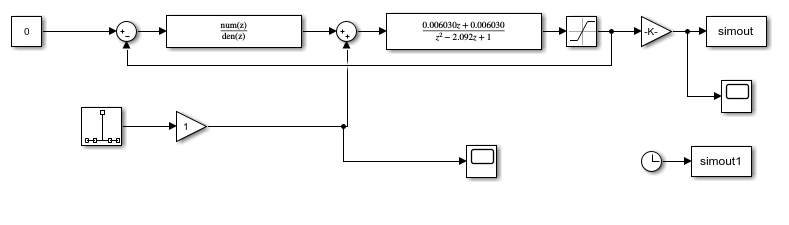 0
num(z)
den(z)
0.006030z + 0.006030
z² − 2.092z + 1
-K-
simout
1
simout1